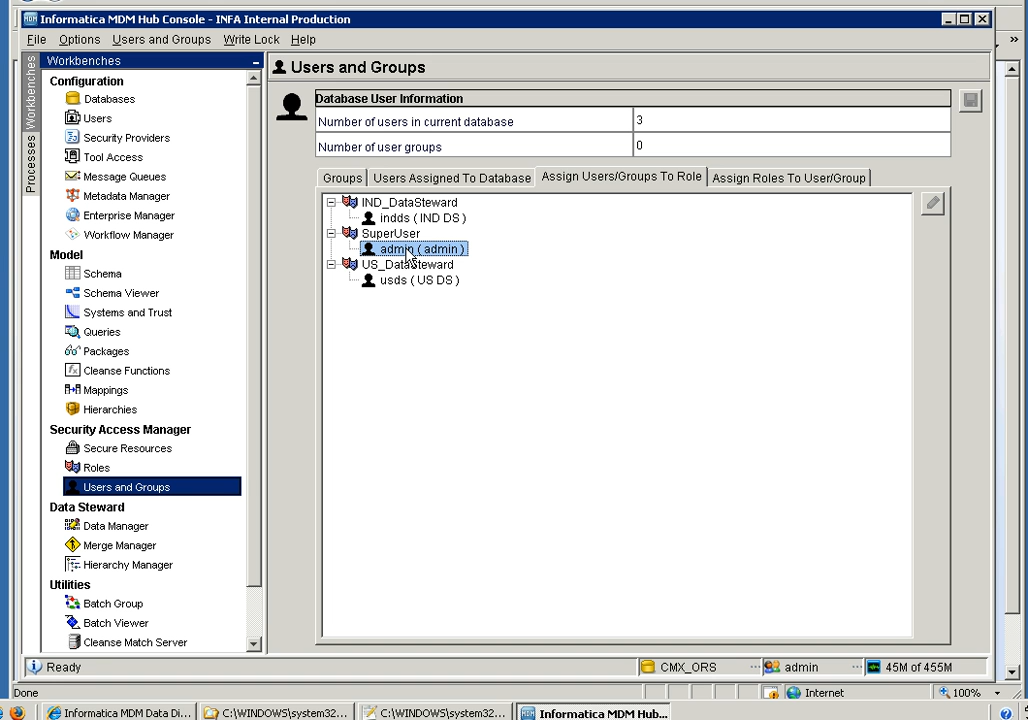 Informatica MDM Hub Console - INFA Internal Production
File Options Users and Groups Write Lock Help
»
Workbenches
Processes
Workbenches
Configuration
Databases
Users
Security Providers
Tool Access
Message Queues
Metadata Manager
Enterprise Manager
Workflow Manager
Model
Schema
Schema Viewer
Systems and Trust
Queries
Packages
Cleanse Functions
Mappings
Hierarchies
Security Access Manager
Secure Resources
Roles
Users and Groups
Data Steward
Data Manager
Merge Manager
Hierarchy Manager
Utilities
Batch Group
Batch Viewer
Cleanse Match Server
Users and Groups
Database User Information
Number of users in current database 3
Number of user groups 0
Groups Users Assigned To Database Assign Users/Groups To Role Assign Roles To User/Group
IND_DataSteward
indds ( IND DS )
SuperUser
admin ( admin )
US_DataSteward
usds ( US DS )
Ready CMX_ORS admin 45M of 455M
Done Internet 100%
Informatica MDM Data Di... C:\WINDOWS\system32... C:\WINDOWS\system32... Informatica MDM Hub...